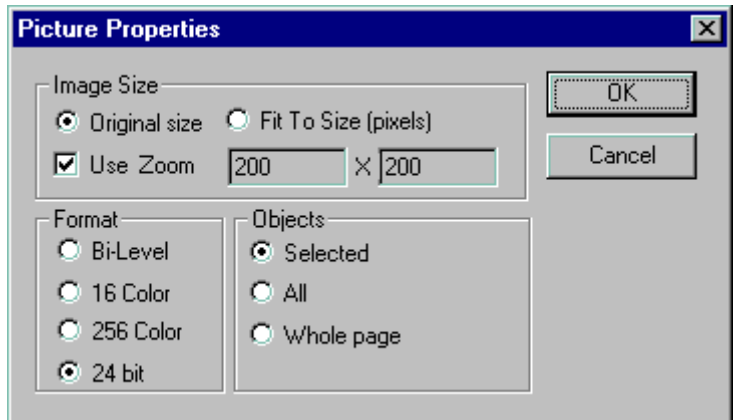 Picture Properties
Image Size
Original size Fit To Size (pixels)
Use Zoom 200 X 200
OK
Cancel
Format
Bi-Level
16 Color
256 Color
24 bit
Objects
Selected
All
Whole page